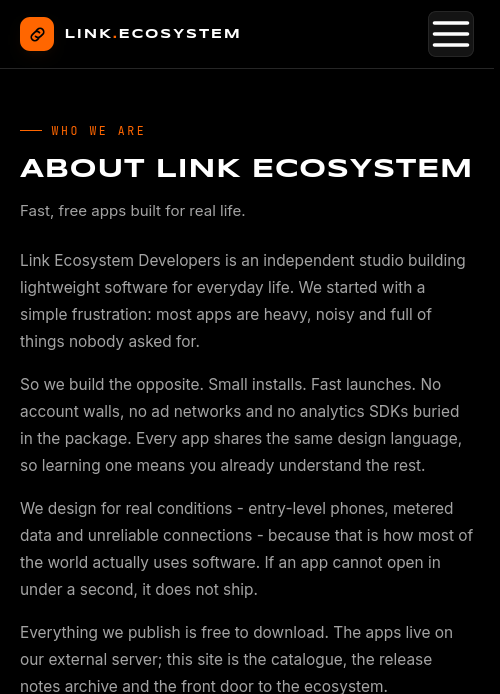 LINK.ECOSYSTEM
WHO WE ARE
ABOUT LINK ECOSYSTEM
Fast, free apps built for real life.
Link Ecosystem Developers is an independent studio building
lightweight software for everyday life. We started with a
simple frustration: most apps are heavy, noisy and full of
things nobody asked for.
So we build the opposite. Small installs. Fast launches. No
account walls, no ad networks and no analytics SDKs buried
in the package. Every app shares the same design language,
so learning one means you already understand the rest.
We design for real conditions - entry-level phones, metered
data and unreliable connections - because that is how most of
the world actually uses software. If an app cannot open in
under a second, it does not ship.
Everything we publish is free to download. The apps live on
our external server; this site is the catalogue, the release
notes archive and the front door to the ecosystem.